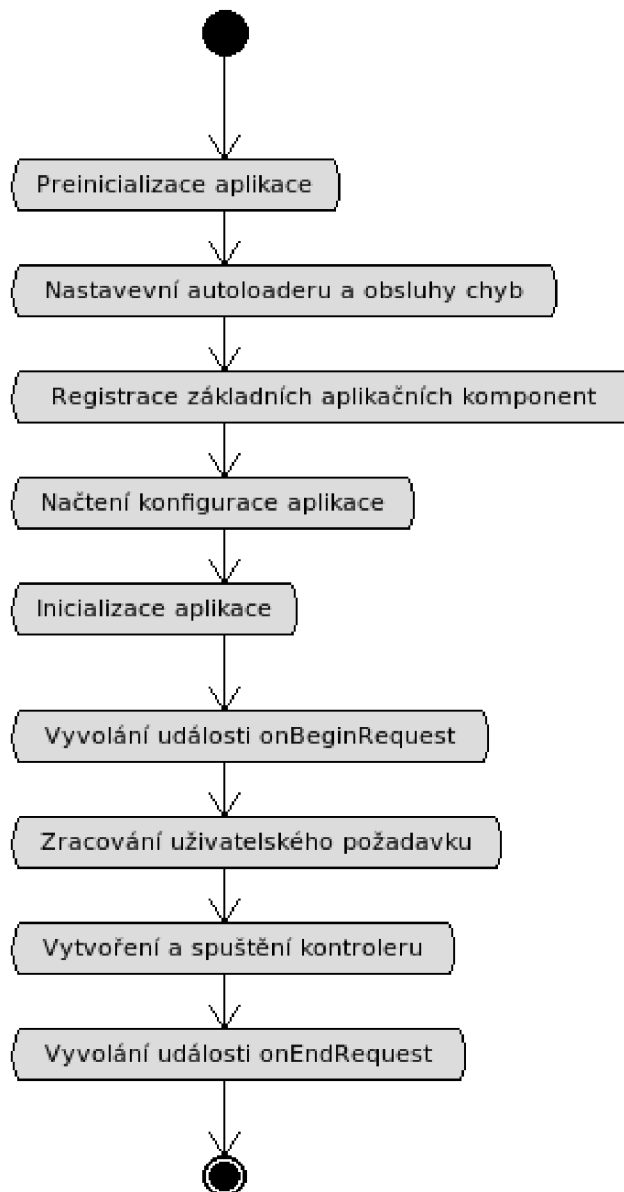 Preinicializace aplikace
Nastavevní autoloaderu a obsluhy chyb
Registrace základních aplikačních komponent
Načtení konfigurace aplikace
Inicializace aplikace
Vyvolání události onBeginRequest
Zracování uživatelského požadavku
Vytvoření a spuštění kontroleru
Vyvolání události onEndRequest